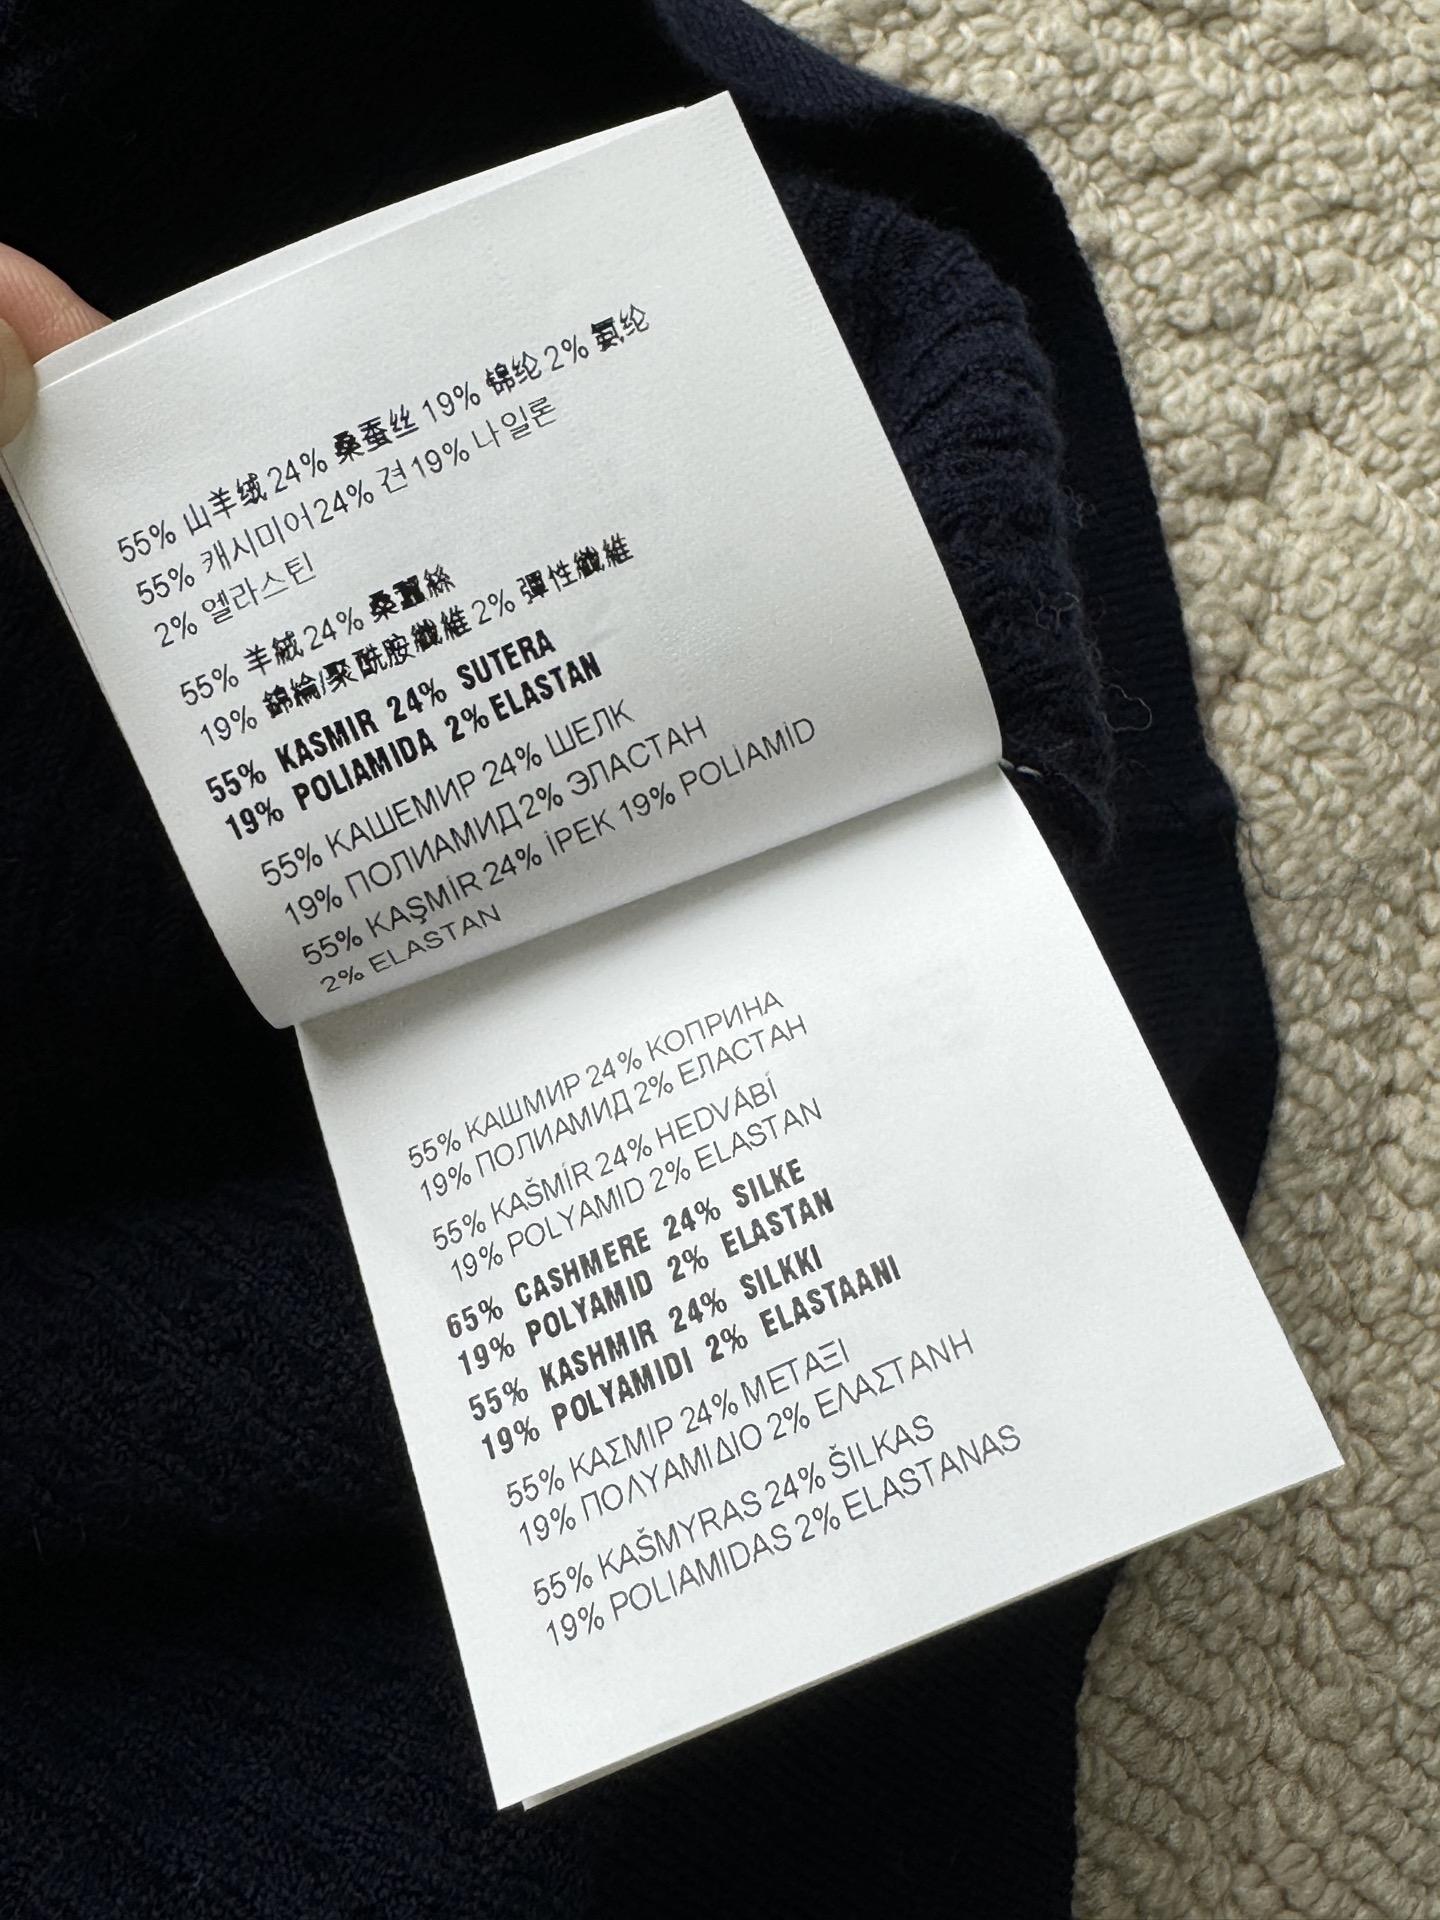 55% 山羊绒 24% 桑蚕丝 19% 锦纶 2% 氨纶
55% 캐시미어 24% 견 19% 나일론
2% 엘라스틴
55% 羊絨 24% 桑蠶絲
19% 錦綸/聚酰胺纖維 2% 彈性纖維
55% KASMIR 24% SUTERA
19% POLIAMIDA 2% ELASTAN
55% КАШЕМИР 24% ШЕЛК
19% ПОЛИАМИД 2% ЭЛАСТАН
55% KAŞMİR 24% İPEK 19% POLİAMİD
2% ELASTAN
55% КАШМИР 24% КОПРИНА
19% ПОЛИАМИД 2% ЕЛАСТАН
55% KAŠMÍR 24% HEDVÁBÍ
19% POLYAMID 2% ELASTAN
65% CASHMERE 24% SILKE
19% POLYAMID 2% ELASTAN
55% KASHMIR 24% SILKKI
19% POLYAMIDI 2% ELASTAANI
55% ΚΑΣΜΙΡ 24% ΜΕΤΑΞΙ
19% ΠΟΛΥΑΜΙΔΙΟ 2% ΕΛΑΣΤΑΝΗ
55% KAŠMYRAS 24% ŠILKAS
19% POLIAMIDAS 2% ELASTANAS